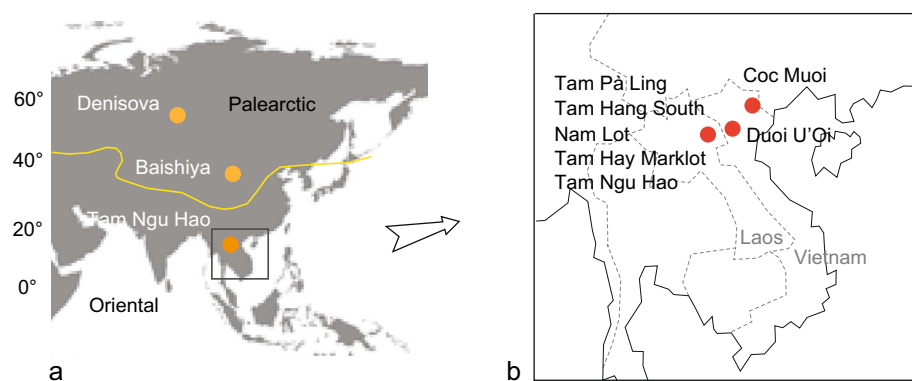 60°
40°
20°
0°
Denisova
Palearctic
Baishiya
Tam Ngu Hao
Oriental
a
Tam Pà Ling
Tam Hang South
Nam Lot
Tam Hay Marklot
Tam Ngu Hao
Coc Muoi
Duoi U'Oi
Laos
Vietnam
b